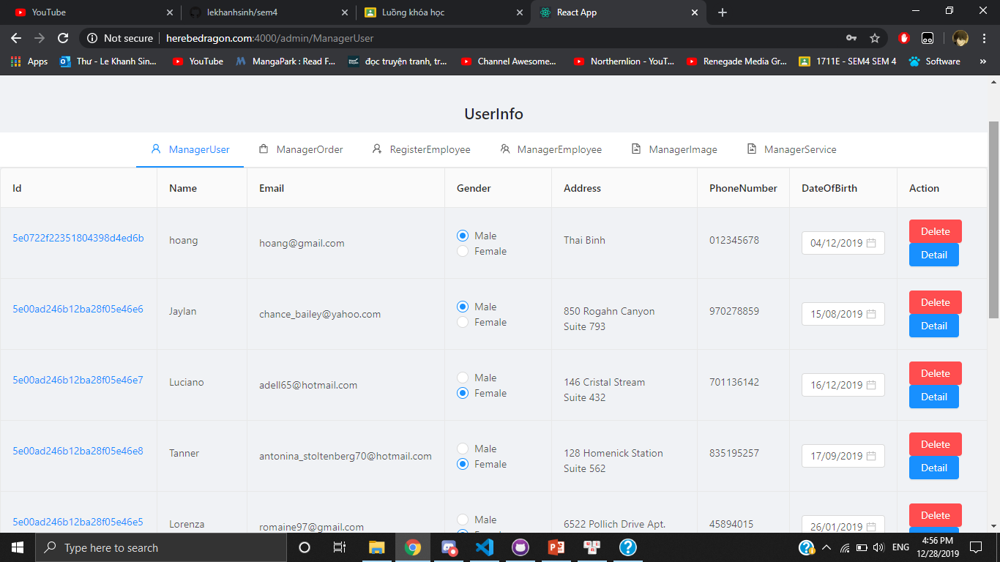 YouTube
lekhanhsinh/sem4
Luồng khóa học
React App
Not secure herebedragon.com:4000/admin/ManagerUser
Apps
Thư - Le Khanh Sin...
YouTube
MangaPark : Read F...
đọc truyện tranh, tr...
Channel Awesome...
Northernlion - YouT...
Renegade Media Gr...
1711E - SEM4 SEM 4
Software
»
UserInfo
ManagerUser
ManagerOrder
RegisterEmployee
ManagerEmployee
ManagerImage
ManagerService
Id Name Email Gender Address PhoneNumber DateOfBirth Action
5e0722f22351804398d4ed6b hoang hoang@gmail.com Male Thai Binh 012345678 04/12/2019 Delete
Female Detail
5e00ad246b12ba28f05e46e6 Jaylan chance_bailey@yahoo.com Male 850 Rogahn Canyon 970278859 15/08/2019 Delete
Female Suite 793 Detail
5e00ad246b12ba28f05e46e7 Luciano adell65@hotmail.com Male 146 Cristal Stream 701136142 16/12/2019 Delete
Female Suite 432 Detail
5e00ad246b12ba28f05e46e8 Tanner antonina_stoltenberg70@hotmail.com Male 128 Homenick Station 835195257 17/09/2019 Delete
Female Suite 562 Detail
5e00ad246b12ba28f05e46e5 Lorenza romaine97@gmail.com Male 6522 Pollich Drive Apt. 45894015 26/01/2019 Delete
Type here to search
ENG
4:56 PM
12/28/2019